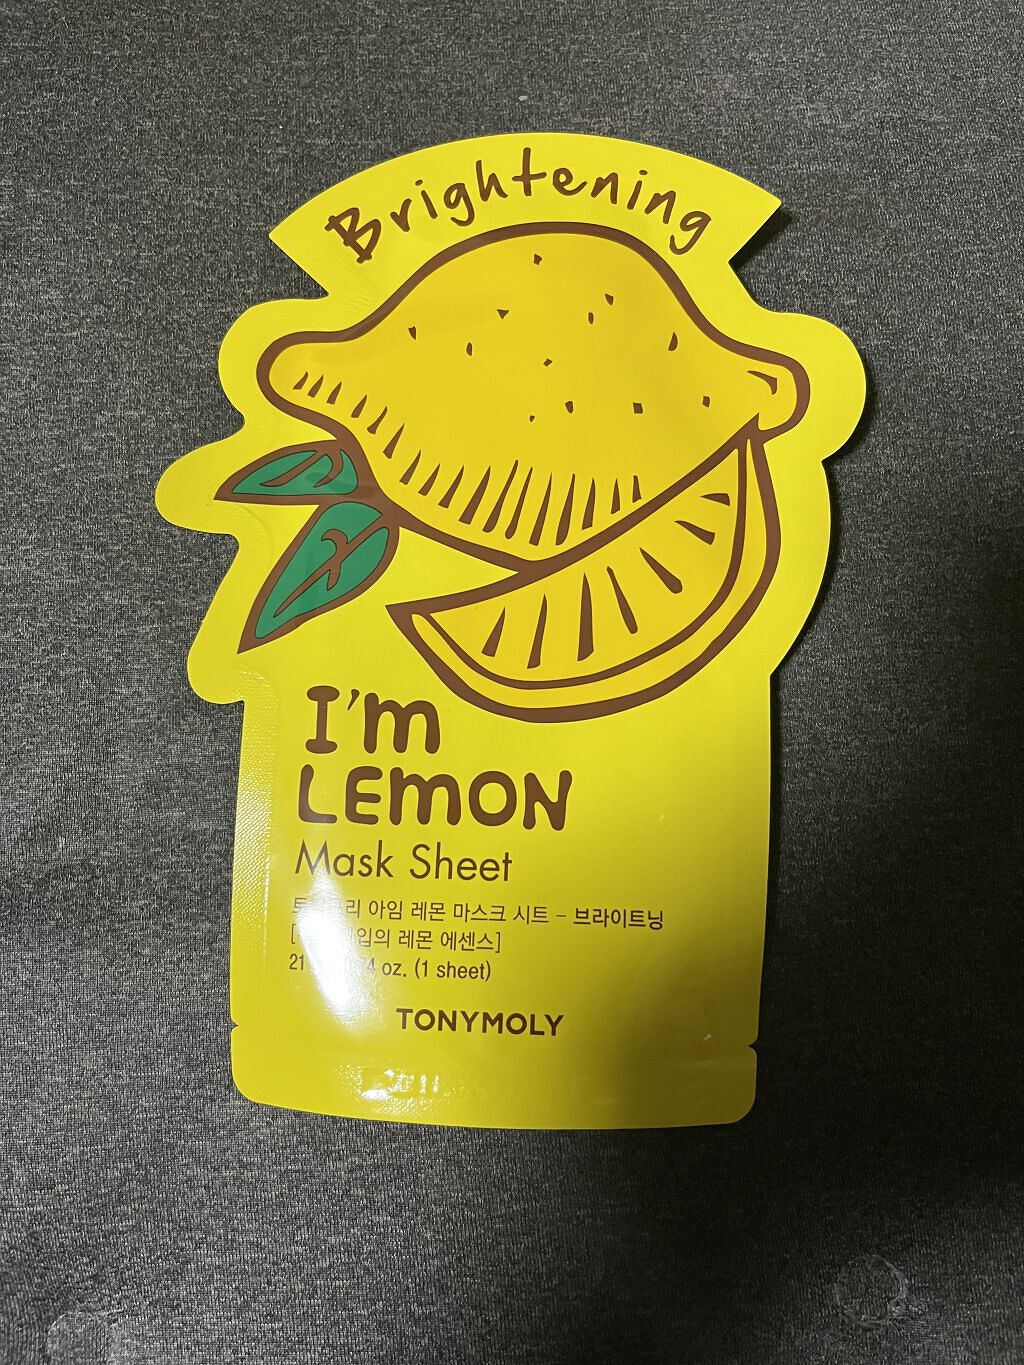 Brightening
I'm
LEMON
Mask Sheet
아임 레몬 마스크 시트 - 브라이트닝
레몬 에센스]
21 oz. (1 sheet)
TONYMOLY